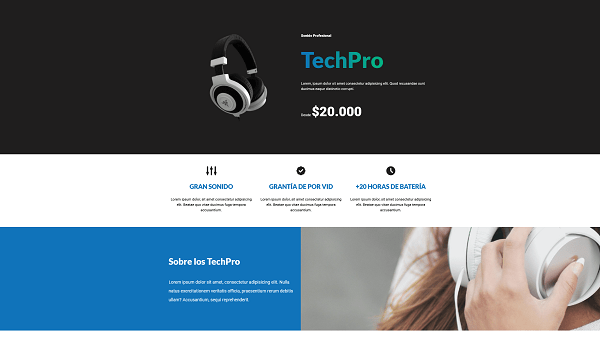 Sonido Profesional
TechPro
Lorem, ipsum dolor sit amet consectetur adipisicing elit. Quod recusandae sunt
ducimus eaque distinctio corrupti.
Desde $20.000
GRAN SONIDO
GRANTÍA DE POR VID
+20 HORAS DE BATERÍA
Lorem ipsum dolor, sit amet consectetur adipisicing
elit. Beatae quo vitae ducimus fuga tempora
accusantium.
Lorem ipsum dolor, sit amet consectetur adipisicing
elit. Beatae quo vitae ducimus fuga tempora
accusantium.
Lorem ipsum dolor, sit amet consectetur adipisicing
elit. Beatae quo vitae ducimus fuga tempora
accusantium.
Sobre los TechPro
Lorem ipsum dolor sit amet, consectetur adipisicing elit. Nulla
natus exercitationem veritatis officia, praesentium rerum debitis
ullam? Accusantium, sequi reprehenderit.